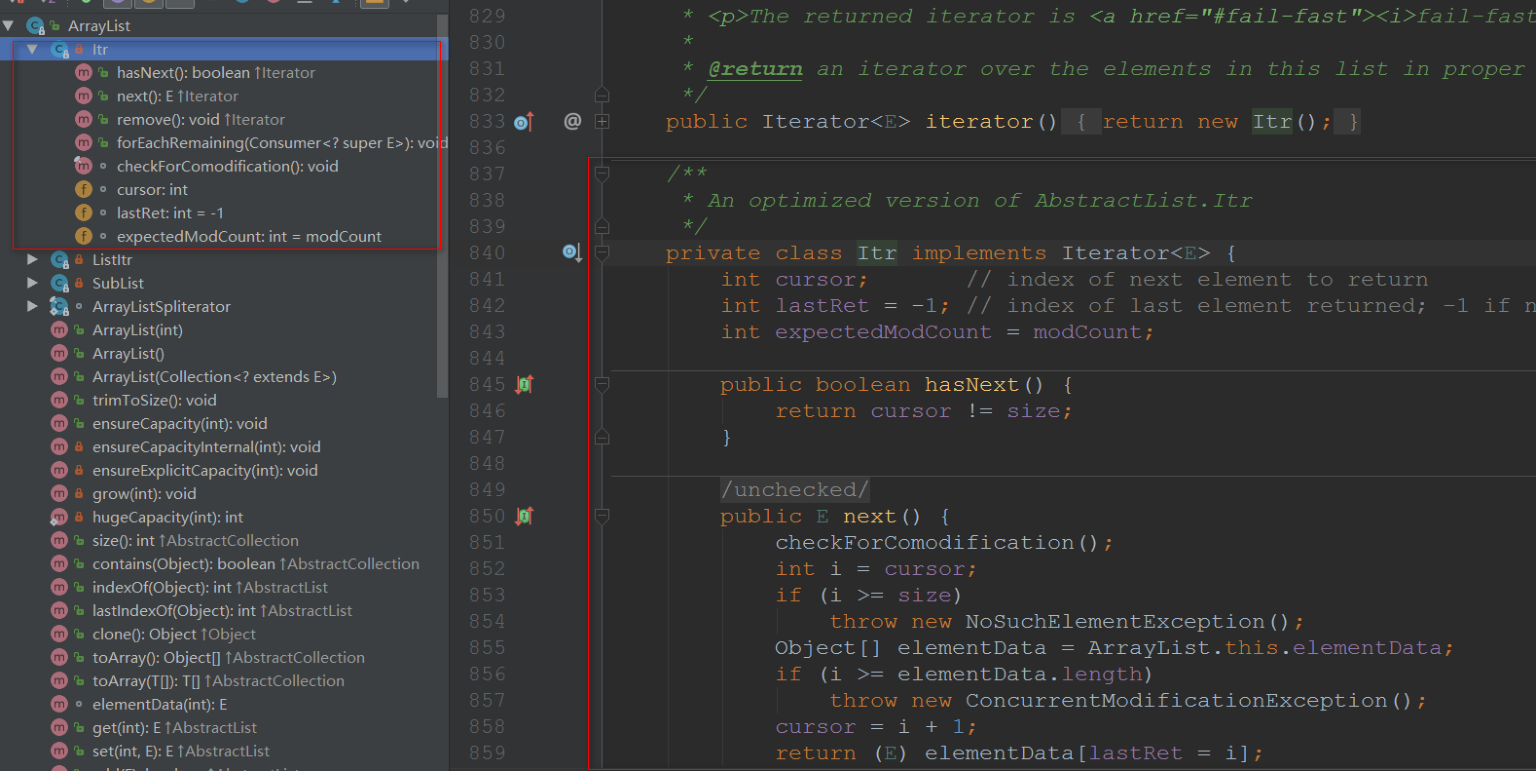 ArrayList
Itr
hasNext(): boolean ↑Iterator
next(): E ↑Iterator
remove(): void ↑Iterator
forEachRemaining(Consumer<? super E>): void
checkForComodification(): void
cursor: int
lastRet: int = -1
expectedModCount: int = modCount
ListItr
SubList
ArrayListSpliterator
ArrayList(int)
ArrayList()
ArrayList(Collection<? extends E>)
trimToSize(): void
ensureCapacity(int): void
ensureCapacityInternal(int): void
ensureExplicitCapacity(int): void
grow(int): void
hugeCapacity(int): int
size(): int ↑AbstractCollection
contains(Object): boolean ↑AbstractCollection
indexOf(Object): int ↑AbstractList
lastIndexOf(Object): int ↑AbstractList
clone(): Object ↑Object
toArray(): Object[] ↑AbstractCollection
toArray(T[]): T[] ↑AbstractCollection
elementData(int): E
get(int): E ↑AbstractList
set(int, E): E ↑AbstractList
829 * <p>The returned iterator is <a href="#fail-fast"><i>fail-fast
830 *
831 * @return an iterator over the elements in this list in proper
832 */
833 @ public Iterator<E> iterator() { return new Itr(); }
836
837 /**
838 * An optimized version of AbstractList.Itr
839 */
840 private class Itr implements Iterator<E> {
841 int cursor; // index of next element to return
842 int lastRet = -1; // index of last element returned; -1 if n
843 int expectedModCount = modCount;
844
845 public boolean hasNext() {
846 return cursor != size;
847 }
848
849 /unchecked/
850 public E next() {
851 checkForComodification();
852 int i = cursor;
853 if (i >= size)
854 throw new NoSuchElementException();
855 Object[] elementData = ArrayList.this.elementData;
856 if (i >= elementData.length)
857 throw new ConcurrentModificationException();
858 cursor = i + 1;
859 return (E) elementData[lastRet = i];